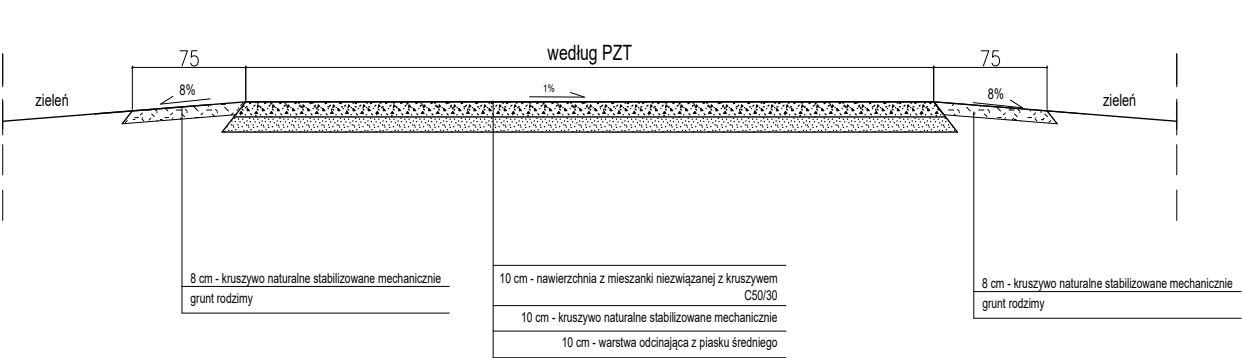 75
według PZT
75
zieleń
8%
1%
8%
zieleń
8 cm - kruszywo naturalne stabilizowane mechanicznie
grunt rodzimy
10 cm - nawierzchnia z mieszanki niezwiązanej z kruszywem
C50/30
10 cm - kruszywo naturalne stabilizowane mechanicznie
10 cm - warstwa odcinająca z piasku średniego
8 cm - kruszywo naturalne stabilizowane mechanicznie
grunt rodzimy